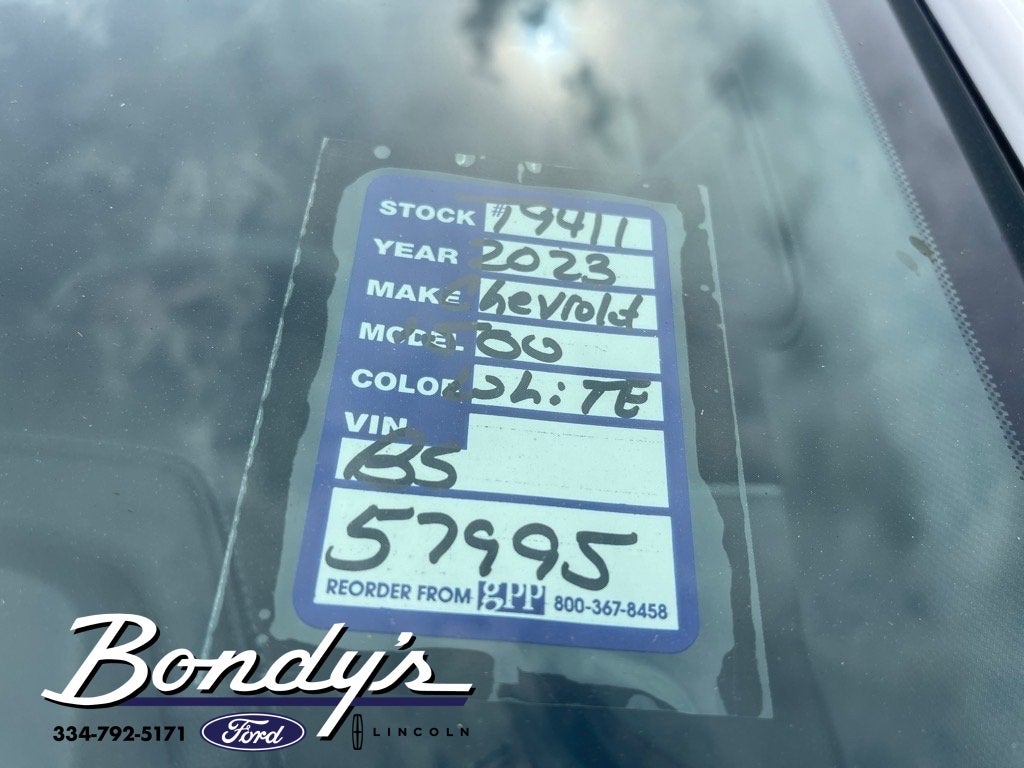 STOCK #79411
YEAR 2023
MAKE Chevrolet
MODEL 1500
COLOR WhiTE
VIN
BS
57995
REORDER FROM gpp 800-367-8458
Bondy's
334-792-5171 Ford LINCOLN